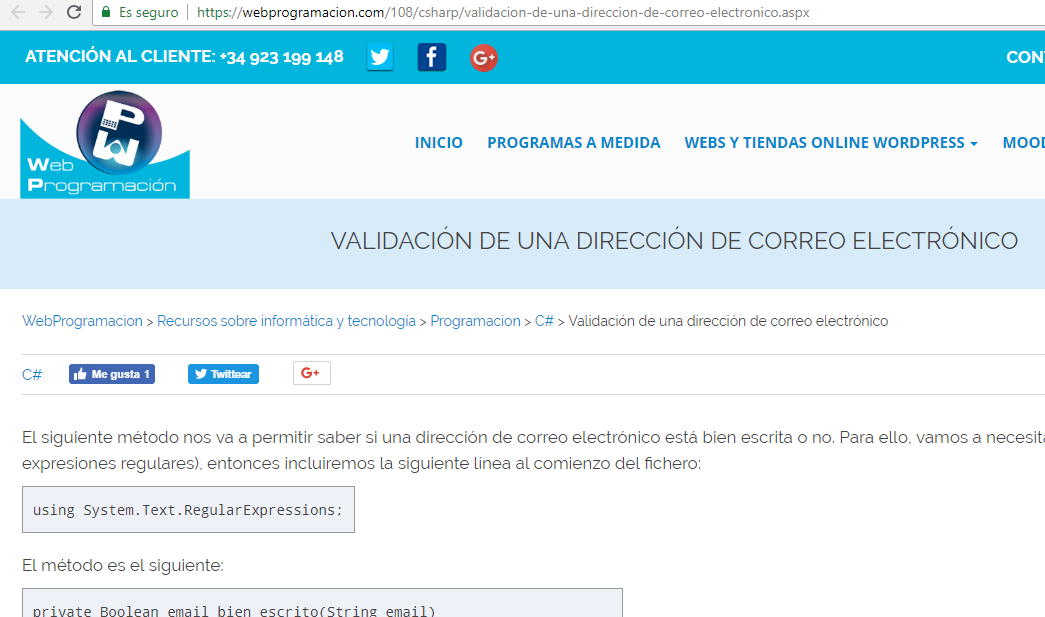 Es seguro https://webprogramacion.com/108/csharp/validacion-de-una-direccion-de-correo-electronico.aspx
ATENCIÓN AL CLIENTE: +34 923 199 148
CON
PW
Web
Programación
INICIO PROGRAMAS A MEDIDA WEBS Y TIENDAS ONLINE WORDPRESS MOOD
VALIDACIÓN DE UNA DIRECCIÓN DE CORREO ELECTRÓNICO
WebProgramacion > Recursos sobre informática y tecnología > Programacion > C# > Validación de una dirección de correo electrónico
C# Me gusta 1 Twittear G+
El siguiente método nos va a permitir saber si una dirección de correo electrónico está bien escrita o no. Para ello, vamos a necesita
expresiones regulares), entonces incluiremos la siguiente línea al comienzo del fichero:
using System.Text.RegularExpressions;
El método es el siguiente:
private Boolean email_bien_escrito(String email)